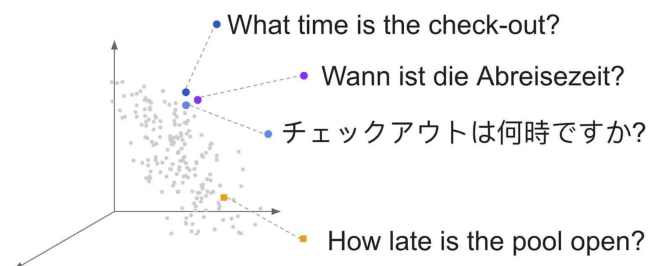 What time is the check-out?
Wann ist die Abreisezeit?
チェックアウトは何時ですか?
How late is the pool open?